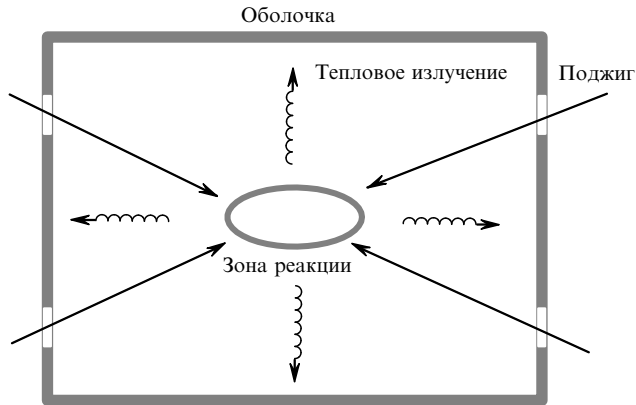 Оболочка
Тепловое излучение
Поджиг
Зона реакции